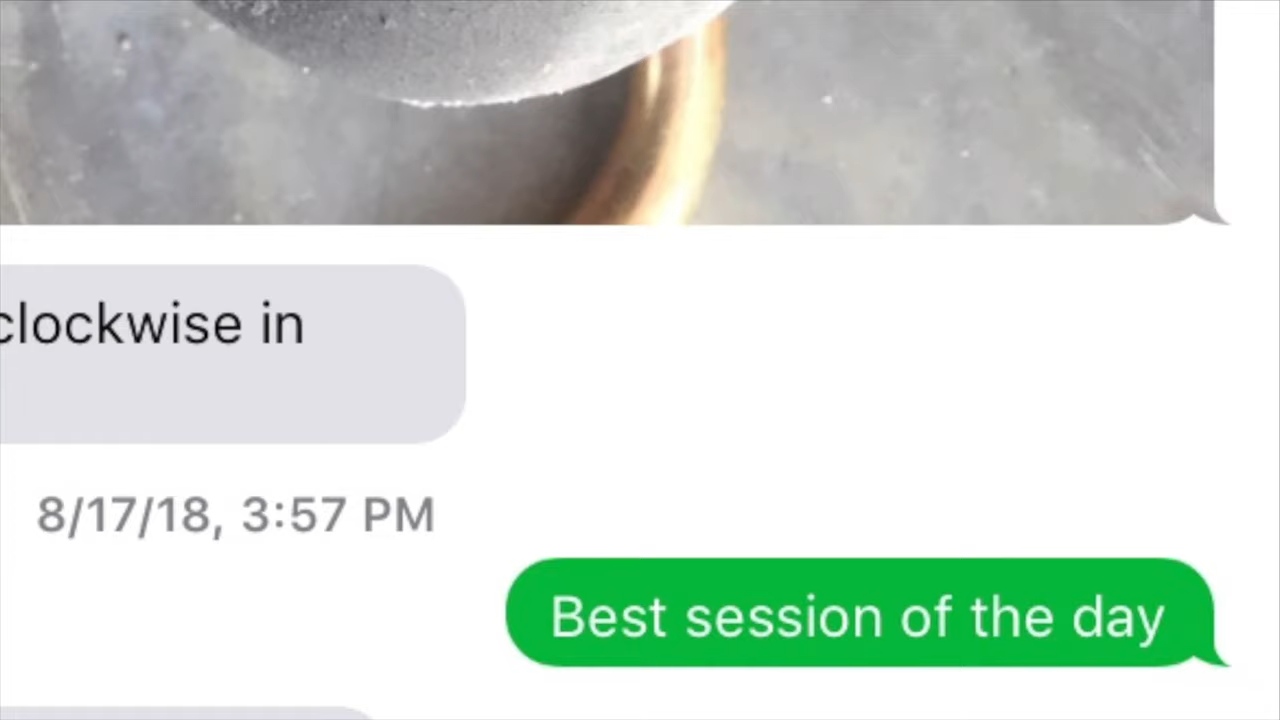 clockwise in
8/17/18, 3:57 PM
Best session of the day